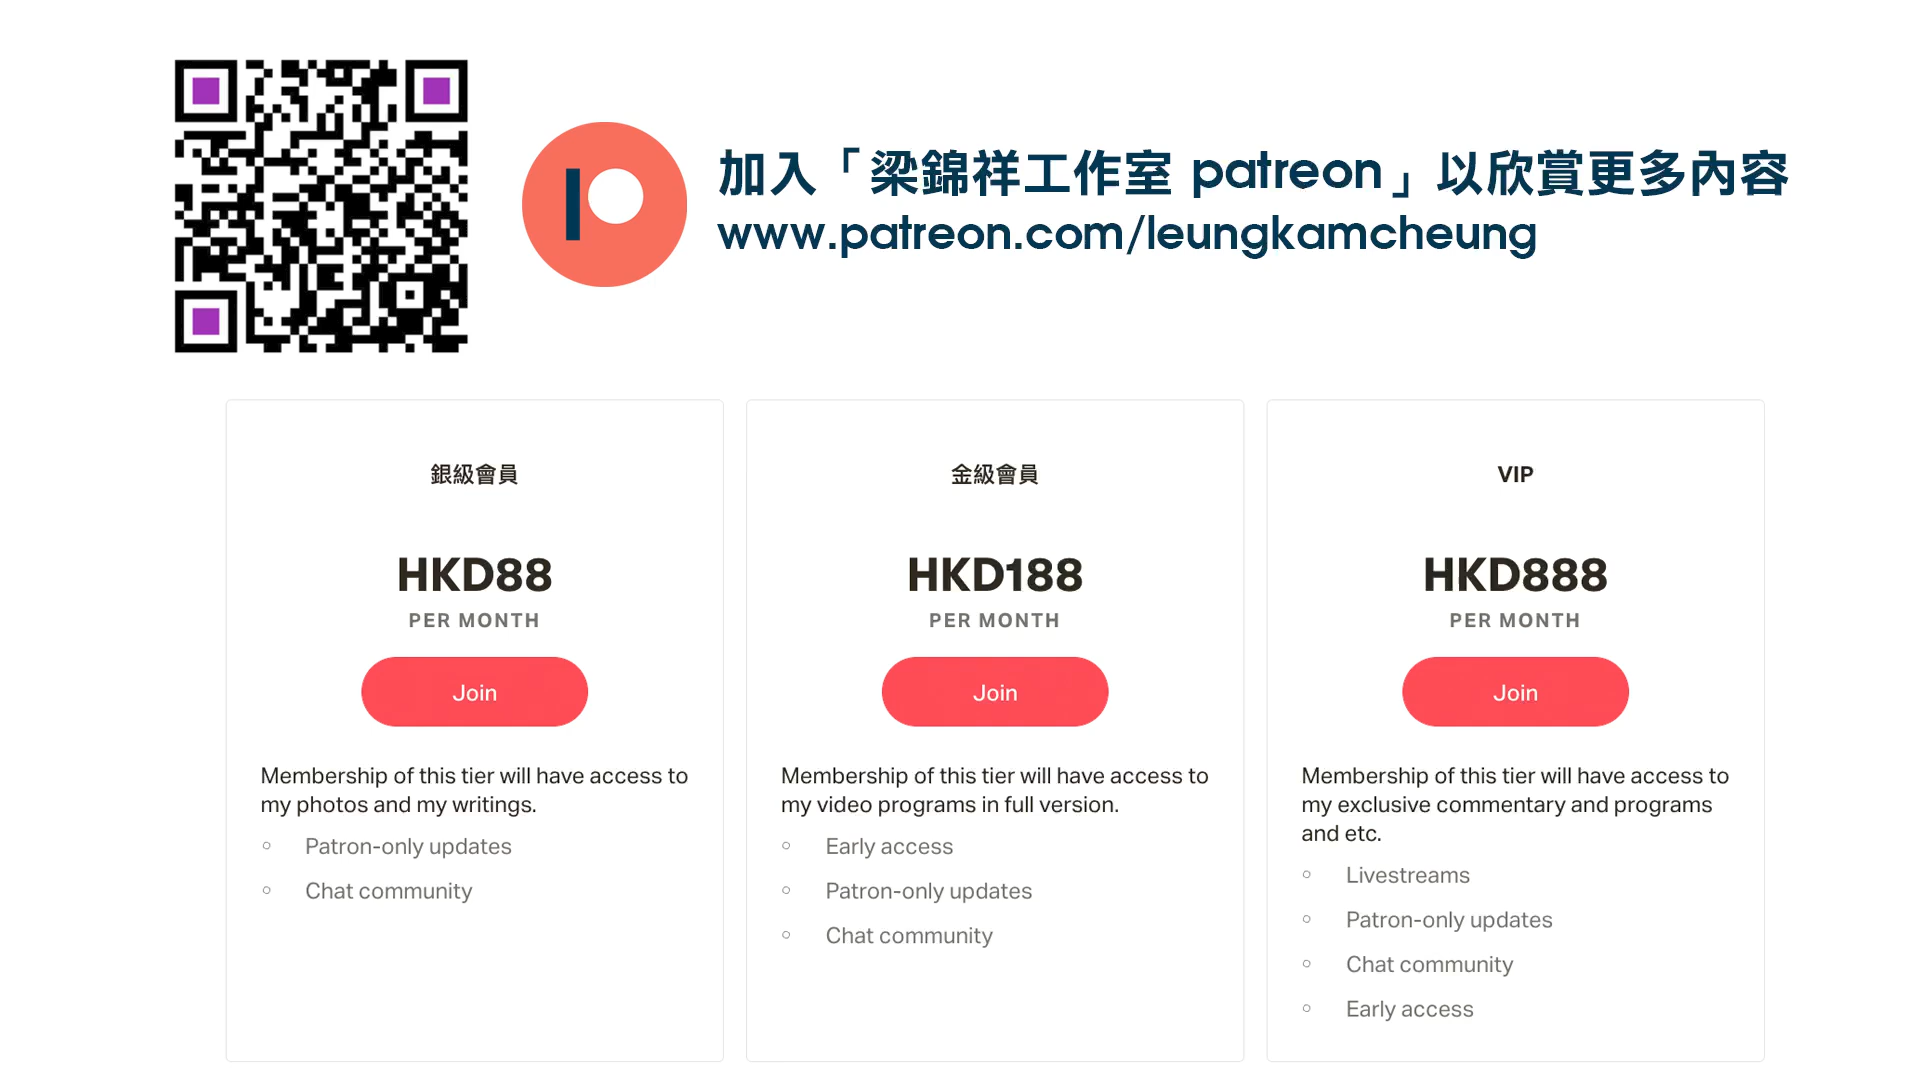 加入「梁錦祥工作室 patreon」以欣賞更多內容
www.patreon.com/leungkamcheung
銀級會員
HKD88
PER MONTH
Join
Membership of this tier will have access to
my photos and my writings.
Patron-only updates
Chat community
金級會員
HKD188
PER MONTH
Join
Membership of this tier will have access to
my video programs in full version.
Early access
Patron-only updates
Chat community
VIP
HKD888
PER MONTH
Join
Membership of this tier will have access to
my exclusive commentary and programs
and etc.
Livestreams
Patron-only updates
Chat community
Early access